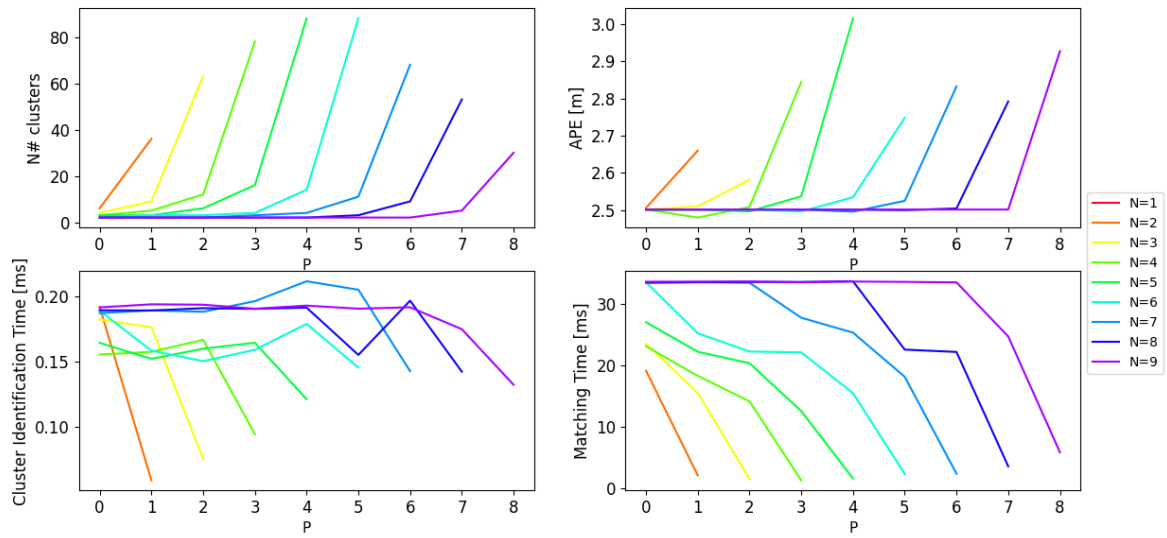 N# clusters
80
60
40
20
0
0 1 2 3 4 5 6 7 8
P
APE [m]
3.0
2.9
2.8
2.7
2.6
2.5
0 1 2 3 4 5 6 7 8
P
Cluster Identification Time [ms]
0.20
0.15
0.10
0 1 2 3 4 5 6 7 8
P
Matching Time [ms]
30
20
10
0
0 1 2 3 4 5 6 7 8
P
N=1
N=2
N=3
N=4
N=5
N=6
N=7
N=8
N=9